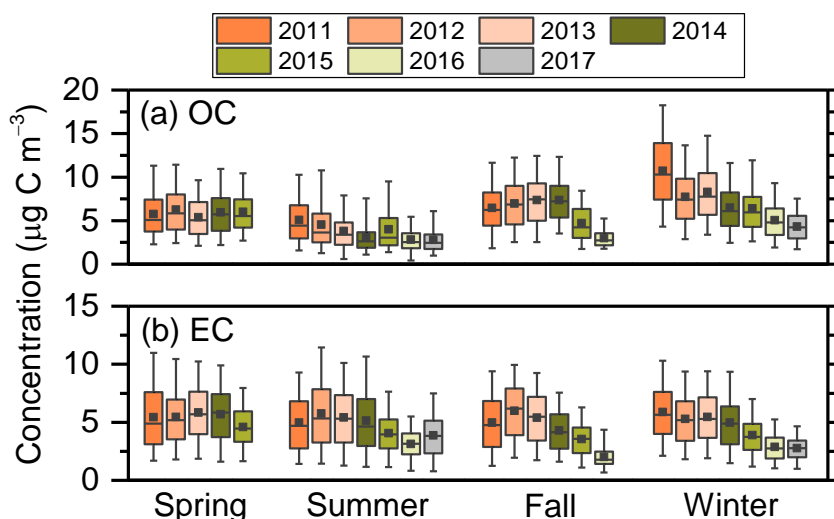 2011 2012 2013 2014
2015 2016 2017
Concentration (μg C m⁻³)
20
(a) OC
15
10
5
0
15
(b) EC
10
5
0
Spring Summer Fall Winter